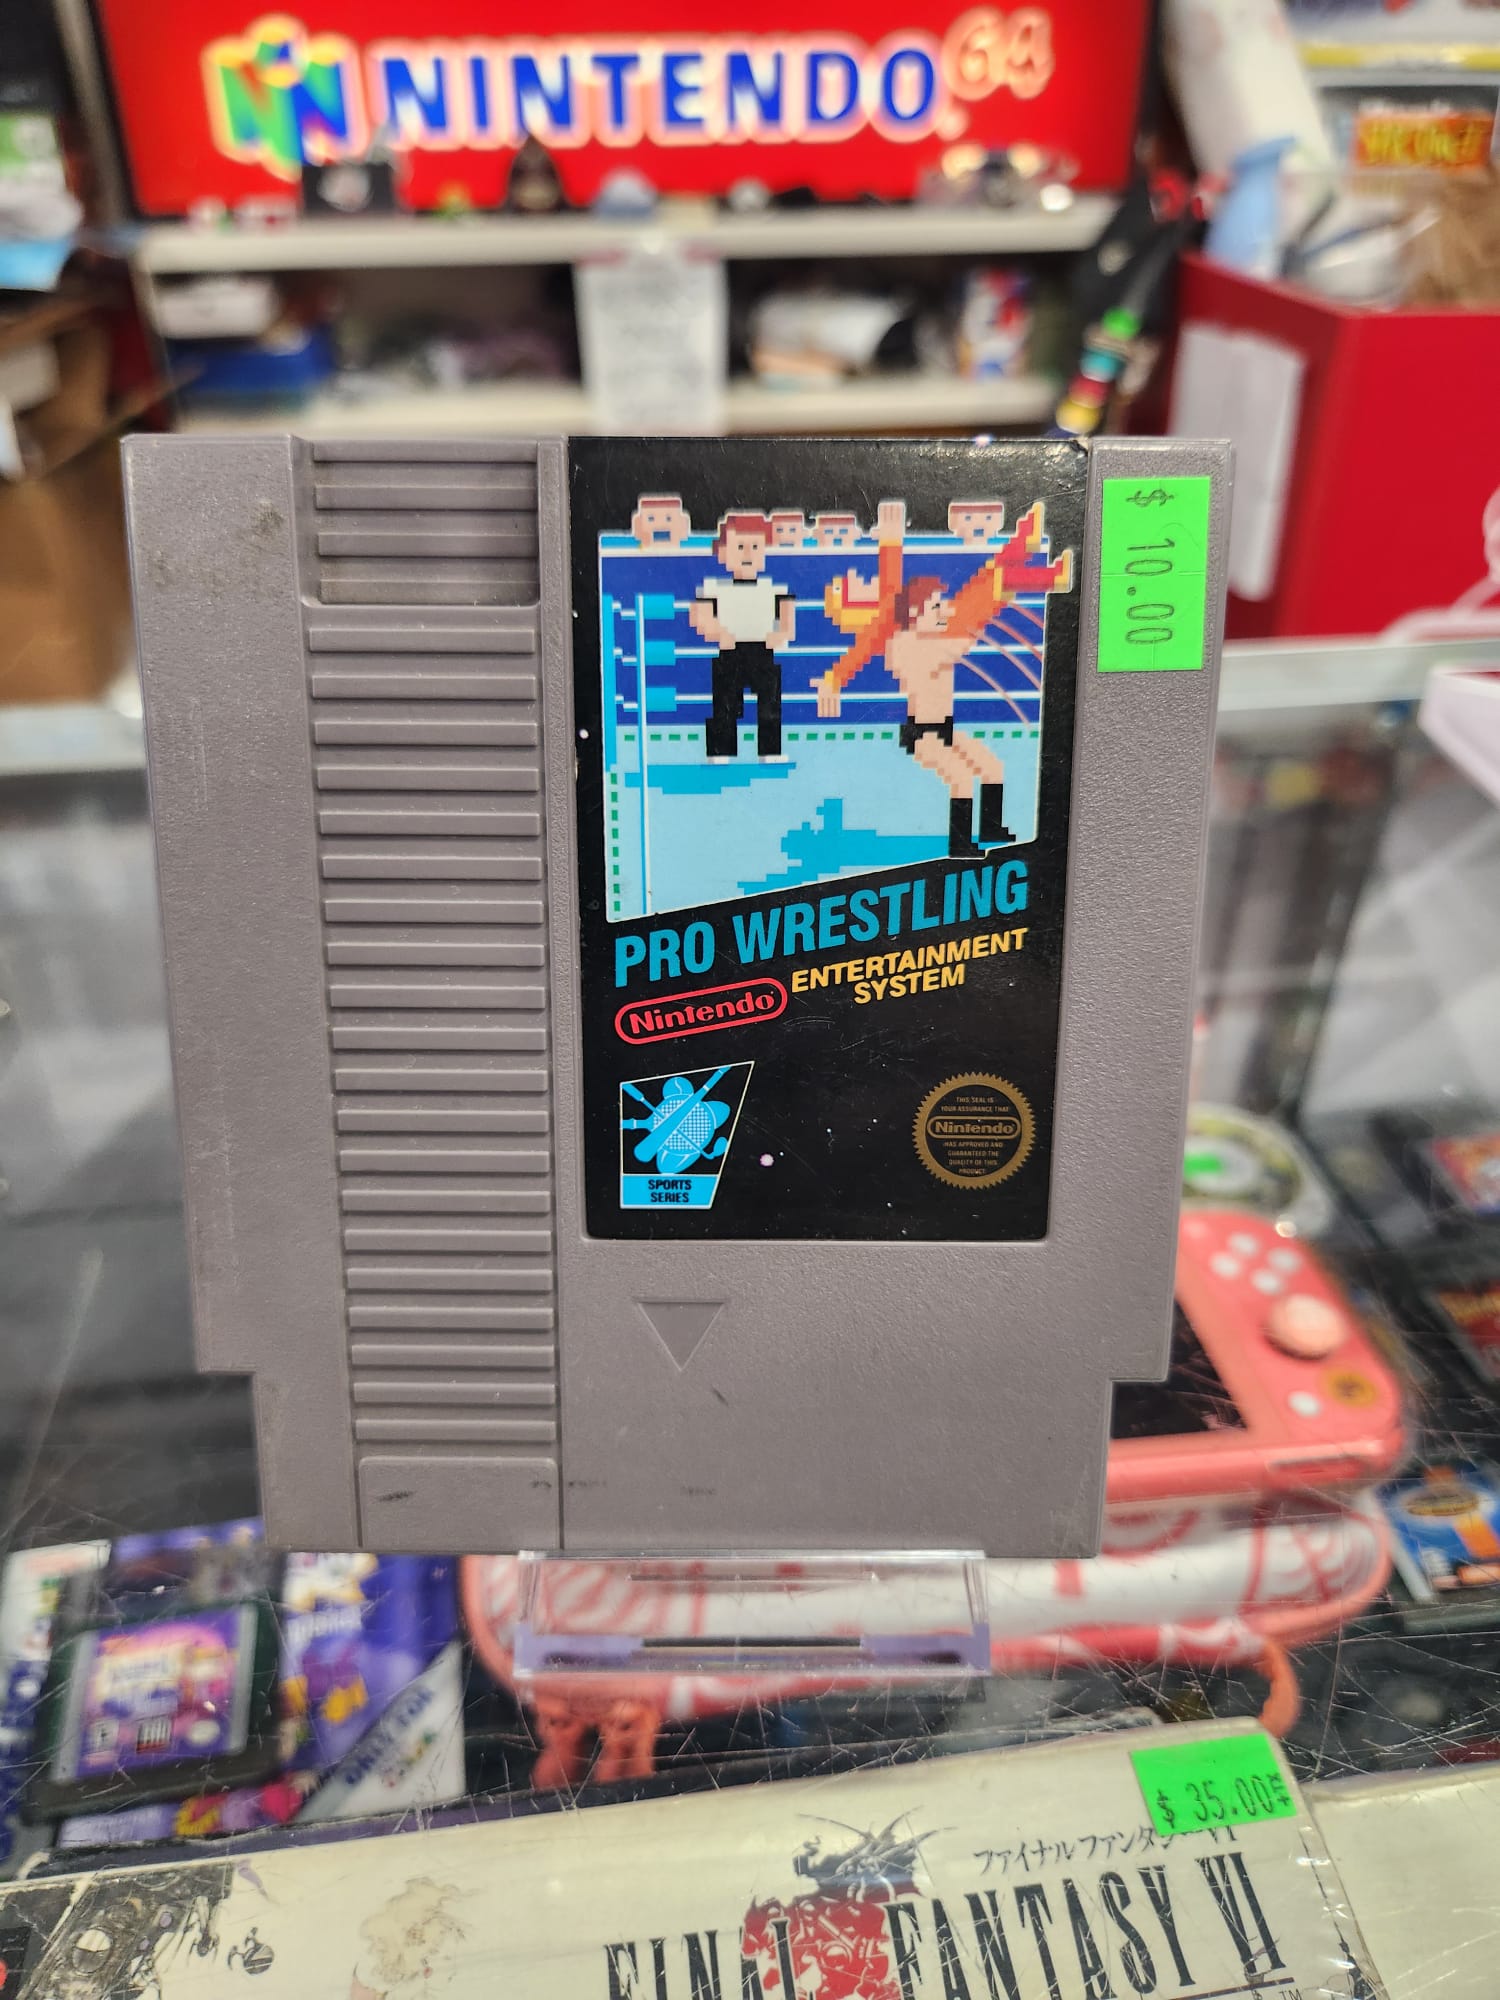 NINTENDO 64
$ 10.00
PRO WRESTLING
Nintendo
ENTERTAINMENT
SYSTEM
SPORTS
SERIES
THIS SEAL IS
YOUR ASSURANCE THAT
Nintendo
HAS APPROVED AND
GUARANTEED THE
QUALITY OF THIS
PRODUCT.
$ 35.00
ファイナルファンタジーVI
FINAL FANTASY VI
TM